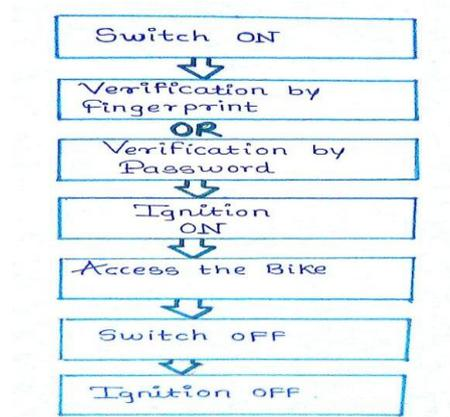 Switch ON
Verification by
Fingerprint
OR
Verification by
Password
Ignition
ON
Access the Bike
Switch OFF
Ignition OFF.